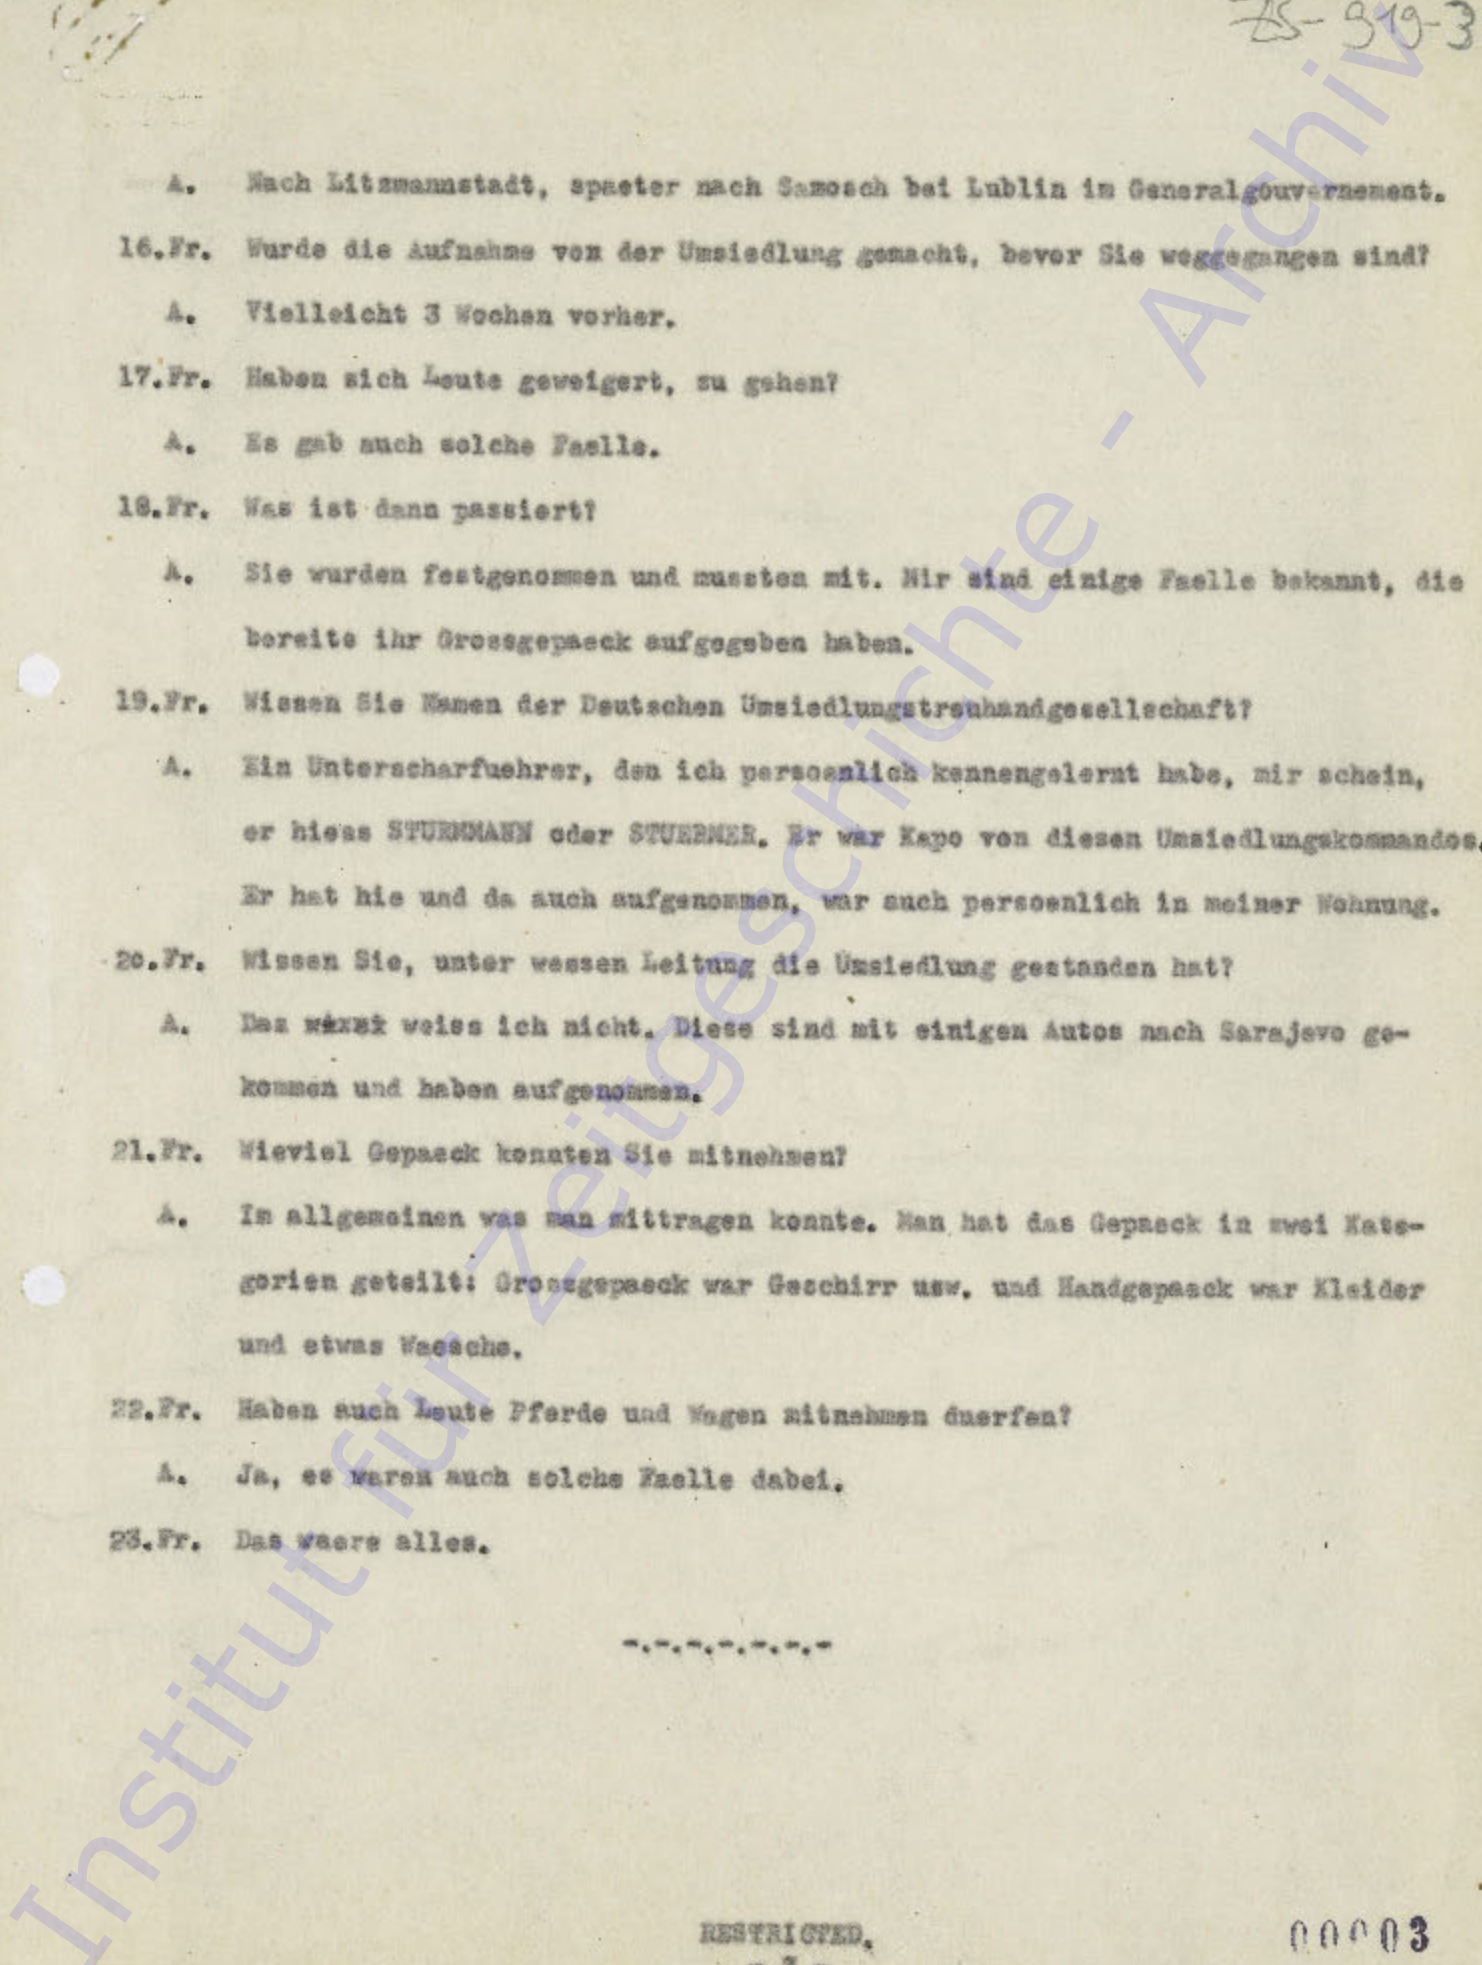 ZS-919-3
A. Nach Litzmannstadt, spaeter nach Samosch bei Lublin im Generalgouvernement.
16.Fr. Wurde die Aufnahme von der Umsiedlung gemacht, bevor Sie weggegangen sind?
A. Vielleicht 3 Wochen vorher.
17.Fr. Haben sich Leute geweigert, zu gehen?
A. Es gab auch solche Faelle.
18.Fr. Was ist dann passiert?
A. Sie wurden festgenommen und mussten mit. Mir sind einige Faelle bekannt, die
bereits ihr Grossgepaeck aufgegeben haben.
19.Fr. Wissen Sie Namen der Deutschen Umsiedlungstreuhandgesellschaft?
A. Ein Unterscharfuehrer, den ich persoenlich kennengelernt habe, mir schein,
er hiess STURMMANN oder STUERMER. Er war Kapo von diesen Umsiedlungskommandos.
Er hat hie und da auch aufgenommen, war auch persoenlich in meiner Wohnung.
20.Fr. Wissen Sie, unter wessen Leitung die Umsiedlung gestanden hat?
A. Das weiss ich nicht. Diese sind mit einigen Autos nach Sarajevo ge-
kommen und haben aufgenommen.
21.Fr. Wieviel Gepaeck konnten Sie mitnehmen?
A. Im allgemeinen was man mittragen konnte. Man hat das Gepaeck in zwei Kate-
gorien geteilt: Grossgepaeck war Geschirr usw. und Handgepaeck war Kleider
und etwas Waesche.
22.Fr. Haben auch Leute Pferde und Wagen mitnehmen duerfen?
A. Ja, es waren auch solche Faelle dabei.
23.Fr. Das waere alles.
-.-.-.-.-.-.-
RESTRICTED.
00003
Institut für Zeitgeschichte - Archiv